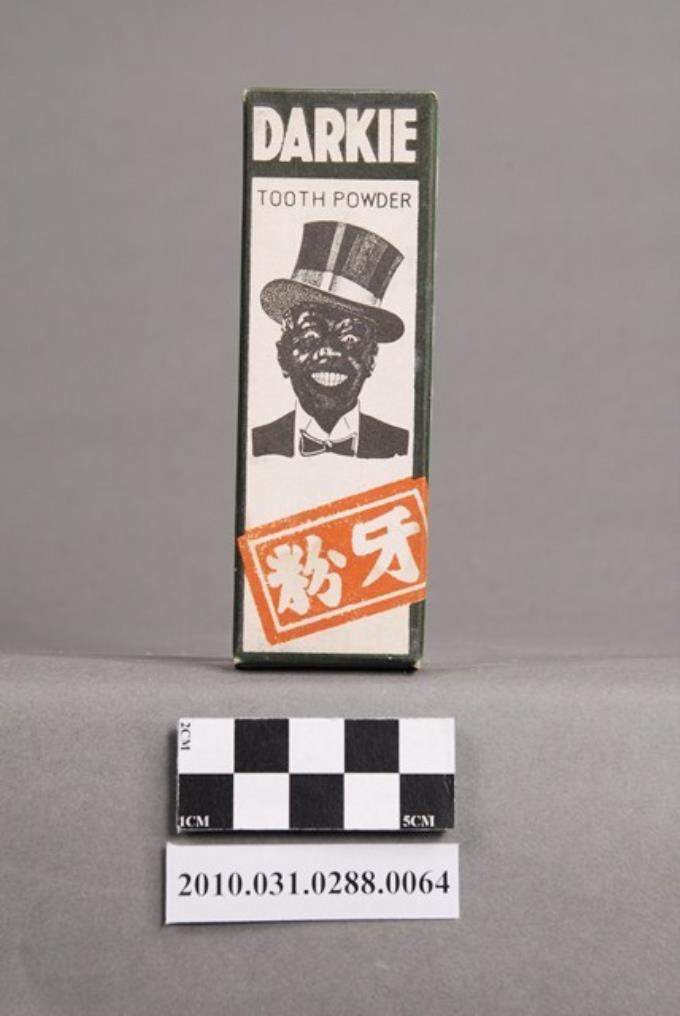 DARKIE
TOOTH POWDER
牙粉
2CM
1CM 5CM
2010.031.0288.0064